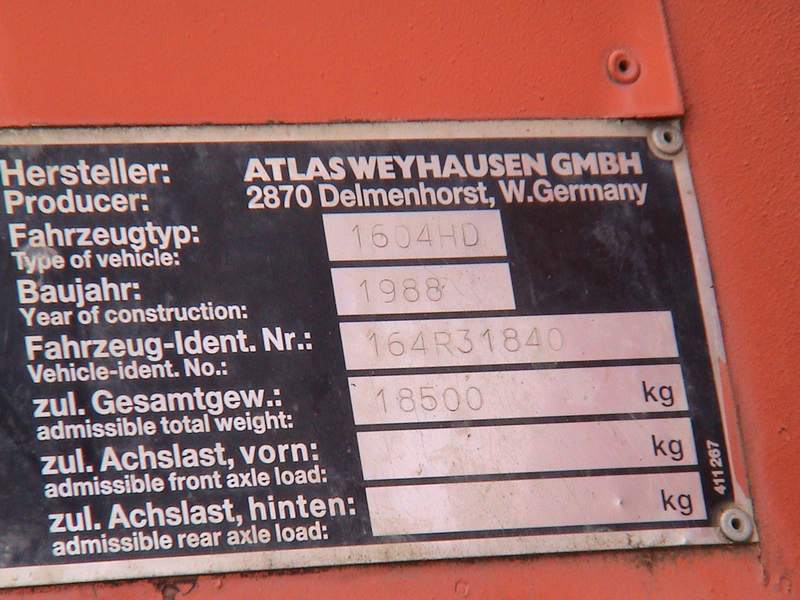 Hersteller: ATLAS WEYHAUSEN GMBH
Producer: 2870 Delmenhorst, W.Germany
Fahrzeugtyp: 1604HD
Type of vehicle:
Baujahr: 1988
Year of construction:
Fahrzeug-Ident. Nr.: 164R31840
Vehicle-ident. No.:
zul. Gesamtgew.: 18500 kg
admissible total weight:
zul. Achslast, vorn: kg
admissible front axle load:
zul. Achslast, hinten: kg
admissible rear axle load:
411267